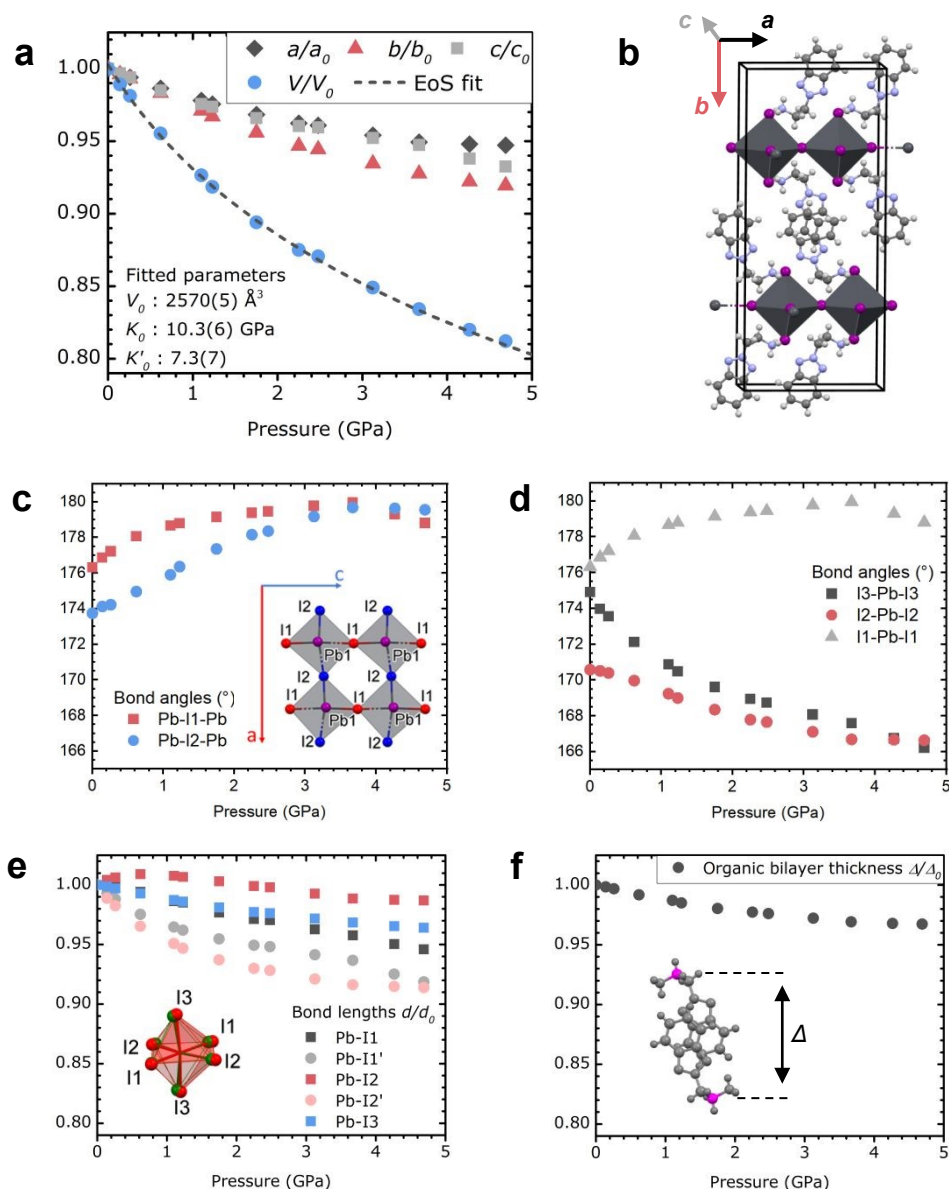 a
a/a₀ b/b₀ c/c₀
V/V₀ EoS fit
1.00
0.95
0.90
0.85
0.80
Fitted parameters
V₀ : 2570(5) Å³
K₀ : 10.3(6) GPa
K'₀ : 7.3(7)
0 1 2 3 4 5
Pressure (GPa)
b
c
a
b
c
180
178
176
174
172
170
168
166
c
a
I2 I2
I1 I1 I1
Pb1 Pb1
I2 I2
I1 I1 I1
Pb1 Pb1
I2 I2
Bond angles (°)
Pb-I1-Pb
Pb-I2-Pb
0 1 2 3 4 5
Pressure (GPa)
d
180
178
176
174
172
170
168
166
Bond angles (°)
I3-Pb-I3
I2-Pb-I2
I1-Pb-I1
0 1 2 3 4 5
Pressure (GPa)
e
1.00
0.95
0.90
0.85
0.80
I3
I1
I2
I2
I1
I3
Bond lengths d/d₀
Pb-I1
Pb-I1'
Pb-I2
Pb-I2'
Pb-I3
0 1 2 3 4 5
Pressure (GPa)
f
Organic bilayer thickness Δ/Δ₀
1.00
0.95
0.90
0.85
0.80
Δ
0 1 2 3 4 5
Pressure (GPa)